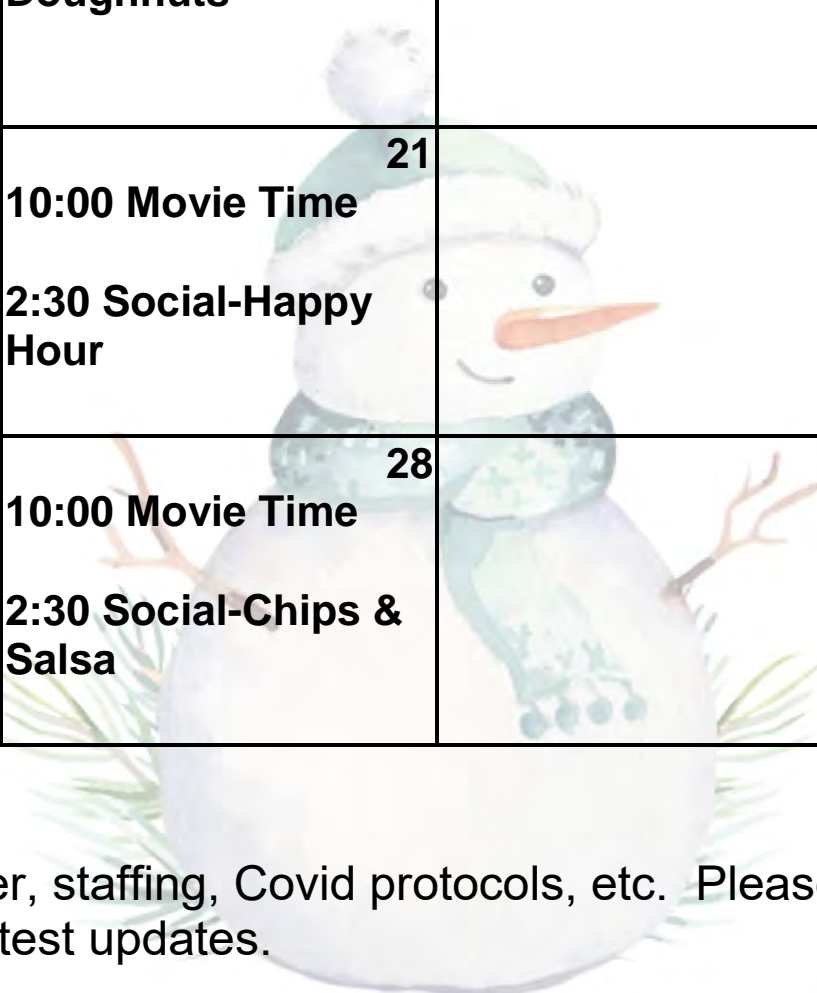 Doughnuts
21
10:00 Movie Time
2:30 Social-Happy
Hour
28
10:00 Movie Time
2:30 Social-Chips &
Salsa
er, staffing, Covid protocols, etc.  Please
test updates.